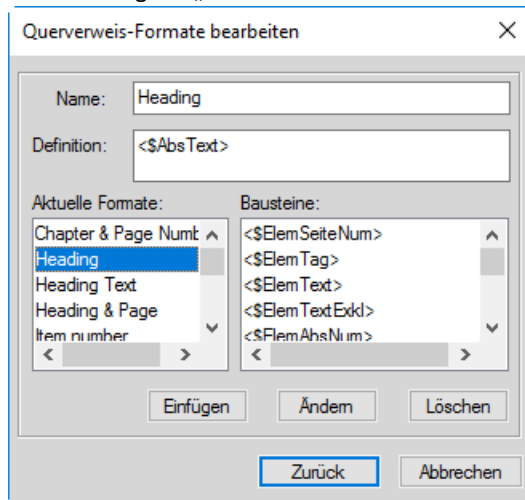 Querverweis-Formate bearbeiten
Name: Heading
Definition: <$AbsText>
Aktuelle Formate:
Chapter & Page Numb
Heading
Heading Text
Heading & Page
Item number
Bausteine:
<$ElemSeiteNum>
<$ElemTag>
<$ElemText>
<$ElemTextExkl>
<$ElemAbsNum>
Einfügen Ändern Löschen
Zurück Abbrechen